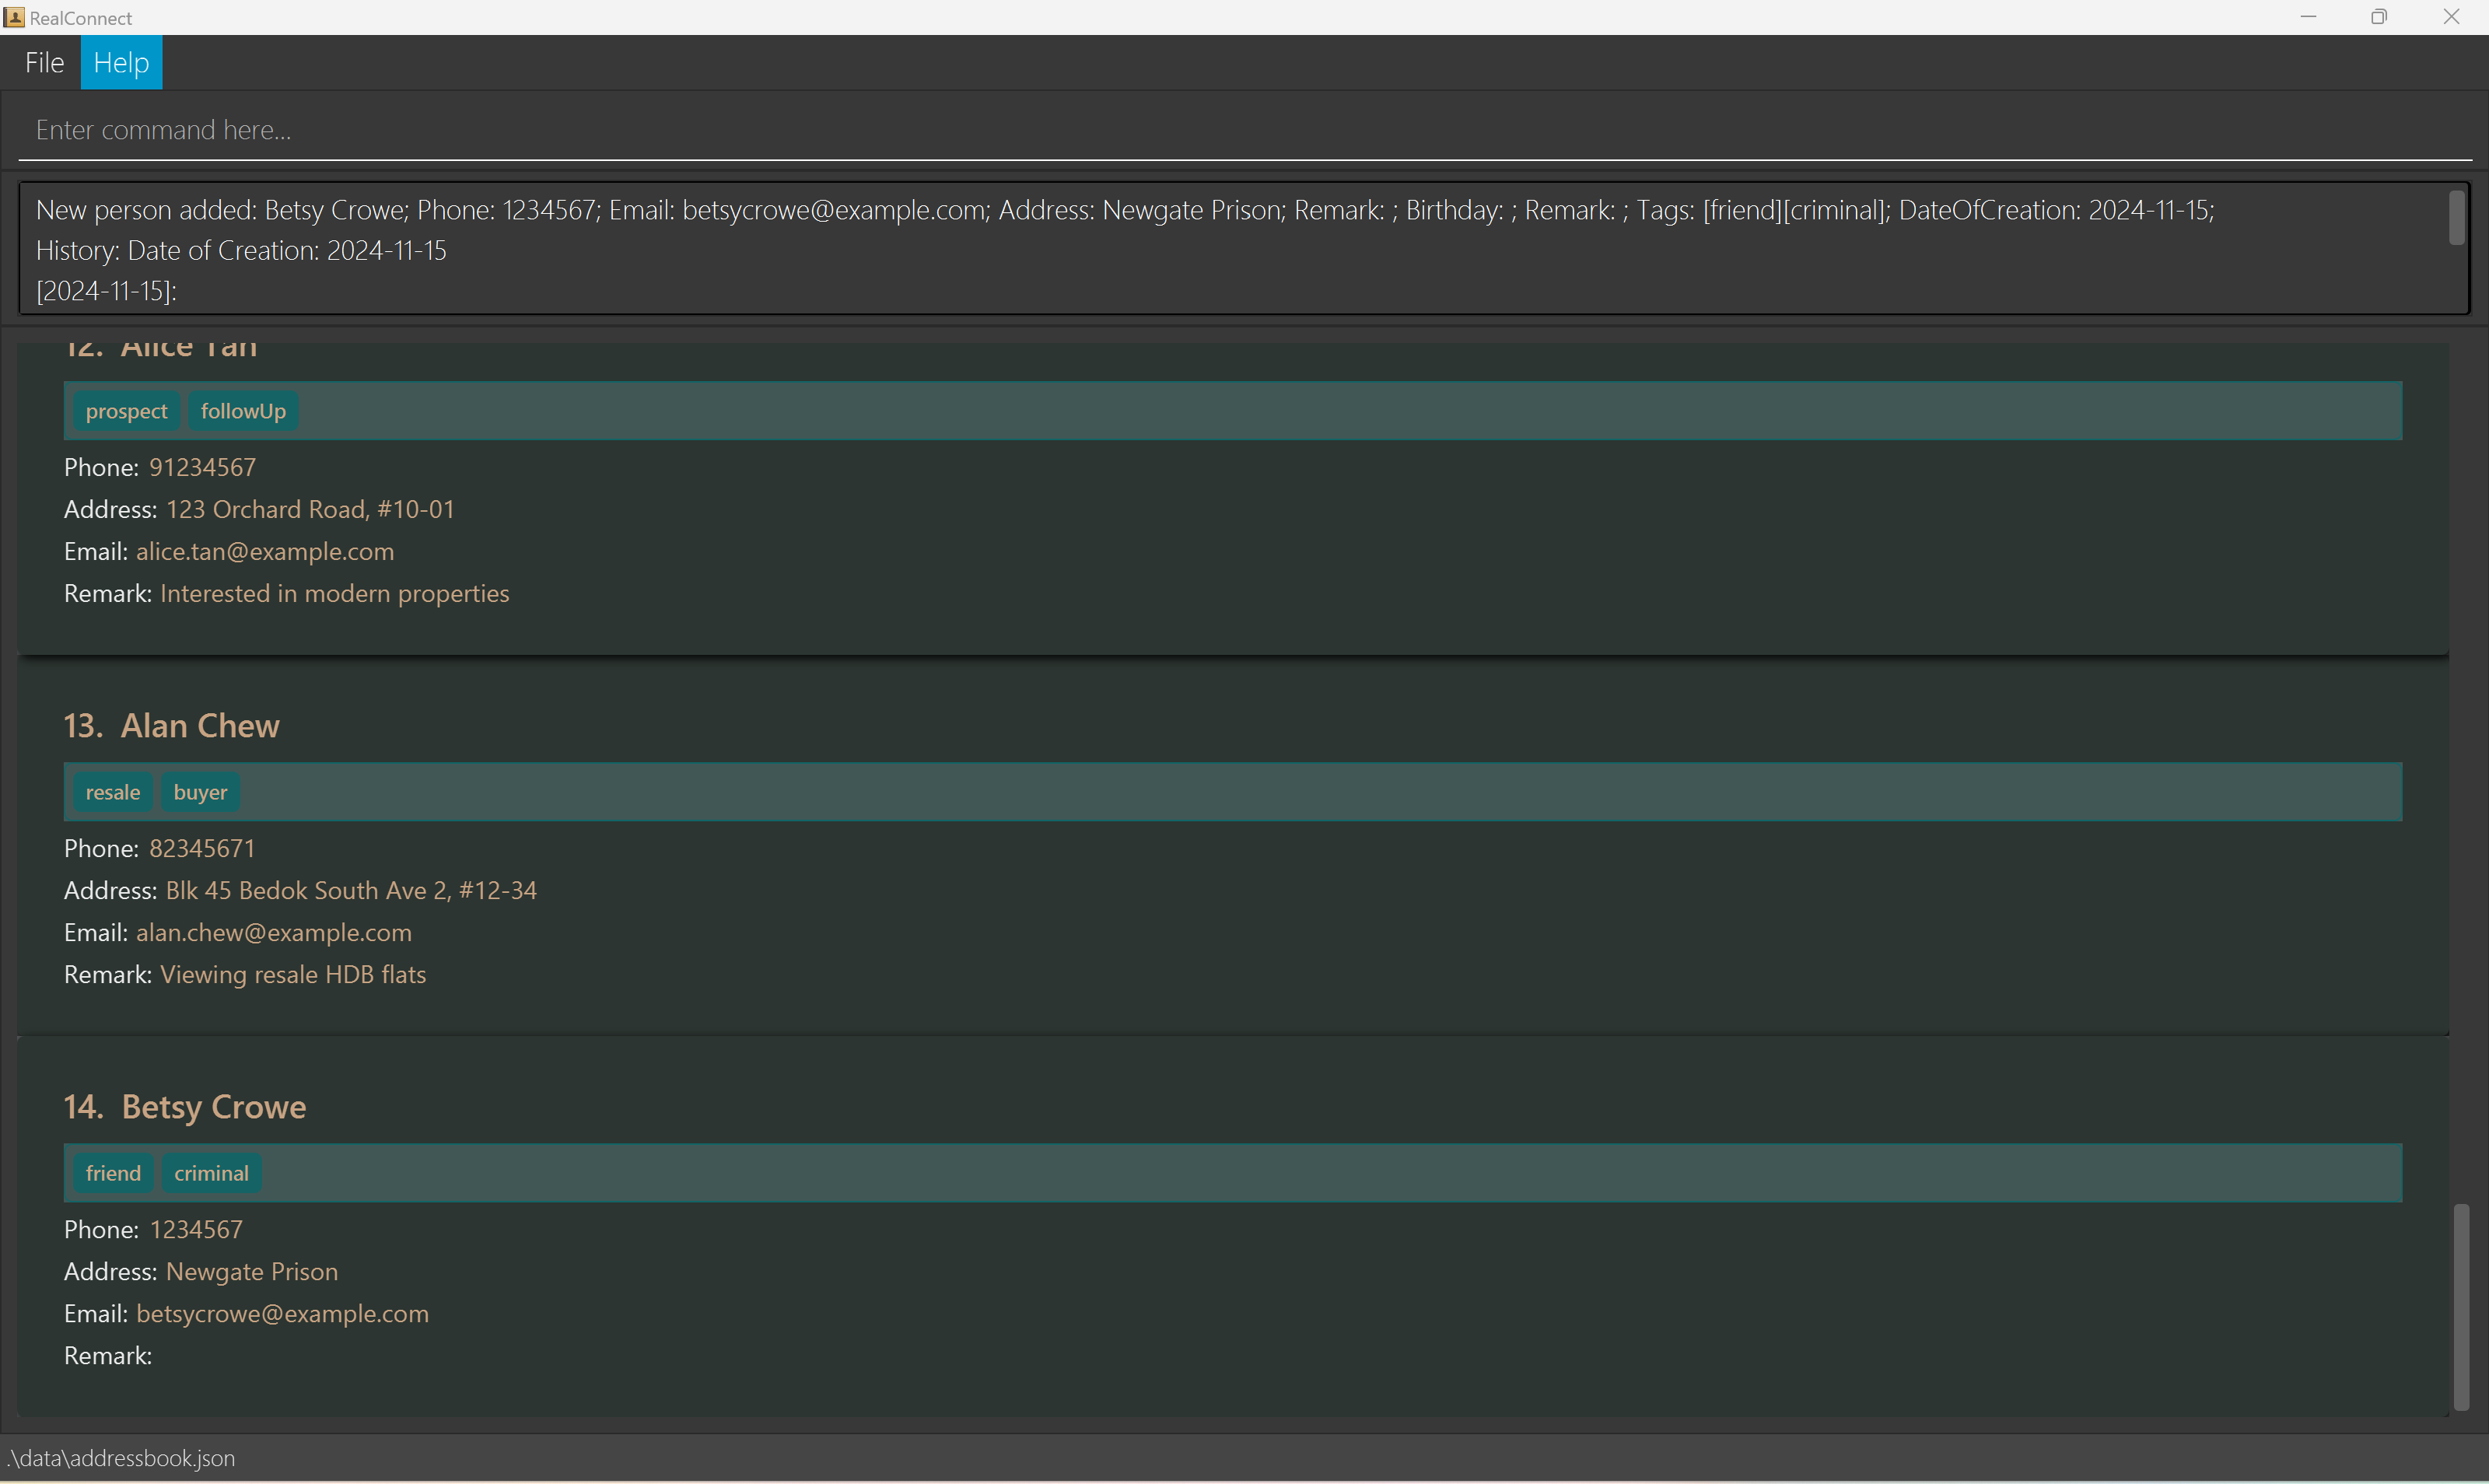 RealConnect
File Help
Enter command here...
New person added: Betsy Crowe; Phone: 1234567; Email: betsycrowe@example.com; Address: Newgate Prison; Remark: ; Birthday: ; Remark: ; Tags: [friend][criminal]; DateOfCreation: 2024-11-15;
History: Date of Creation: 2024-11-15
[2024-11-15]:
12. Alice Tan
prospect followUp
Phone: 91234567
Address: 123 Orchard Road, #10-01
Email: alice.tan@example.com
Remark: Interested in modern properties
13. Alan Chew
resale buyer
Phone: 82345671
Address: Blk 45 Bedok South Ave 2, #12-34
Email: alan.chew@example.com
Remark: Viewing resale HDB flats
14. Betsy Crowe
friend criminal
Phone: 1234567
Address: Newgate Prison
Email: betsycrowe@example.com
Remark:
.\data\addressbook.json